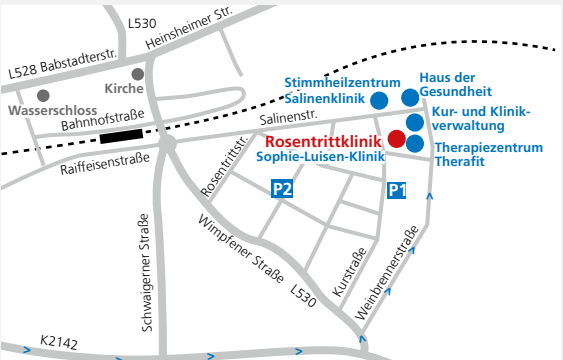 L530
Heinsheimer Str.
L528 Babstadterstr.
Kirche
Wasserschloss
Bahnhofstraße
Raiffeisenstraße
Stimmheilzentrum
Salinenklinik
Haus der
Gesundheit
Salinenstr.
Kur- und Klinik-
verwaltung
Rosentrittklinik
Sophie-Luisen-Klinik
Therapiezentrum
Therafit
Rosentrittstr.
P2
P1
Schwaigerner Straße
Wimpfener Straße
L530
Kurstraße
Weinbrennerstraße
K2142